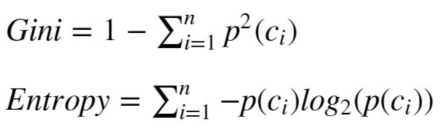 Gini = 1 − ∑ⁿᵢ₌₁ p²(cᵢ)
Entropy = ∑ⁿᵢ₌₁ −p(cᵢ)log₂(p(cᵢ))